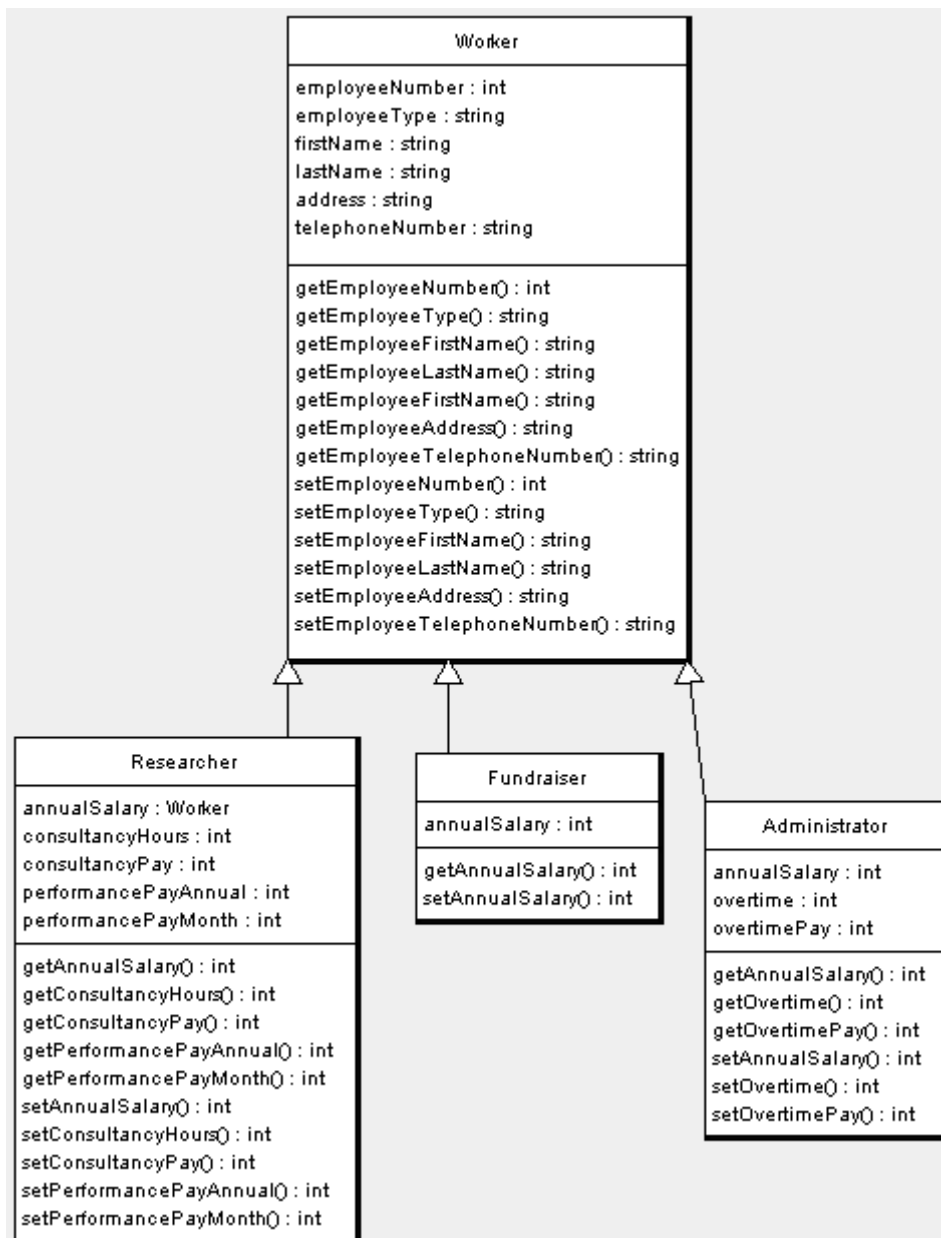 Worker
employeeNumber : int
employeeType : string
firstName : string
lastName : string
address : string
telephoneNumber : string
getEmployeeNumber() : int
getEmployeeType() : string
getEmployeeFirstName() : string
getEmployeeLastName() : string
getEmployeeFirstName() : string
getEmployeeAddress() : string
getEmployeeTelephoneNumber() : string
setEmployeeNumber() : int
setEmployeeType() : string
setEmployeeFirstName() : string
setEmployeeLastName() : string
setEmployeeAddress() : string
setEmployeeTelephoneNumber() : string
Researcher
annualSalary : Worker
consultancyHours : int
consultancyPay : int
performancePayAnnual : int
performancePayMonth : int
getAnnualSalary() : int
getConsultancyHours() : int
getConsultancyPay() : int
getPerformancePayAnnual() : int
getPerformancePayMonth() : int
setAnnualSalary() : int
setConsultancyHours() : int
setConsultancyPay() : int
setPerformancePayAnnual() : int
setPerformancePayMonth() : int
Fundraiser
annualSalary : int
getAnnualSalary() : int
setAnnualSalary() : int
Administrator
annualSalary : int
overtime : int
overtimePay : int
getAnnualSalary() : int
getOvertime() : int
getOvertimePay() : int
setAnnualSalary() : int
setOvertime() : int
setOvertimePay() : int